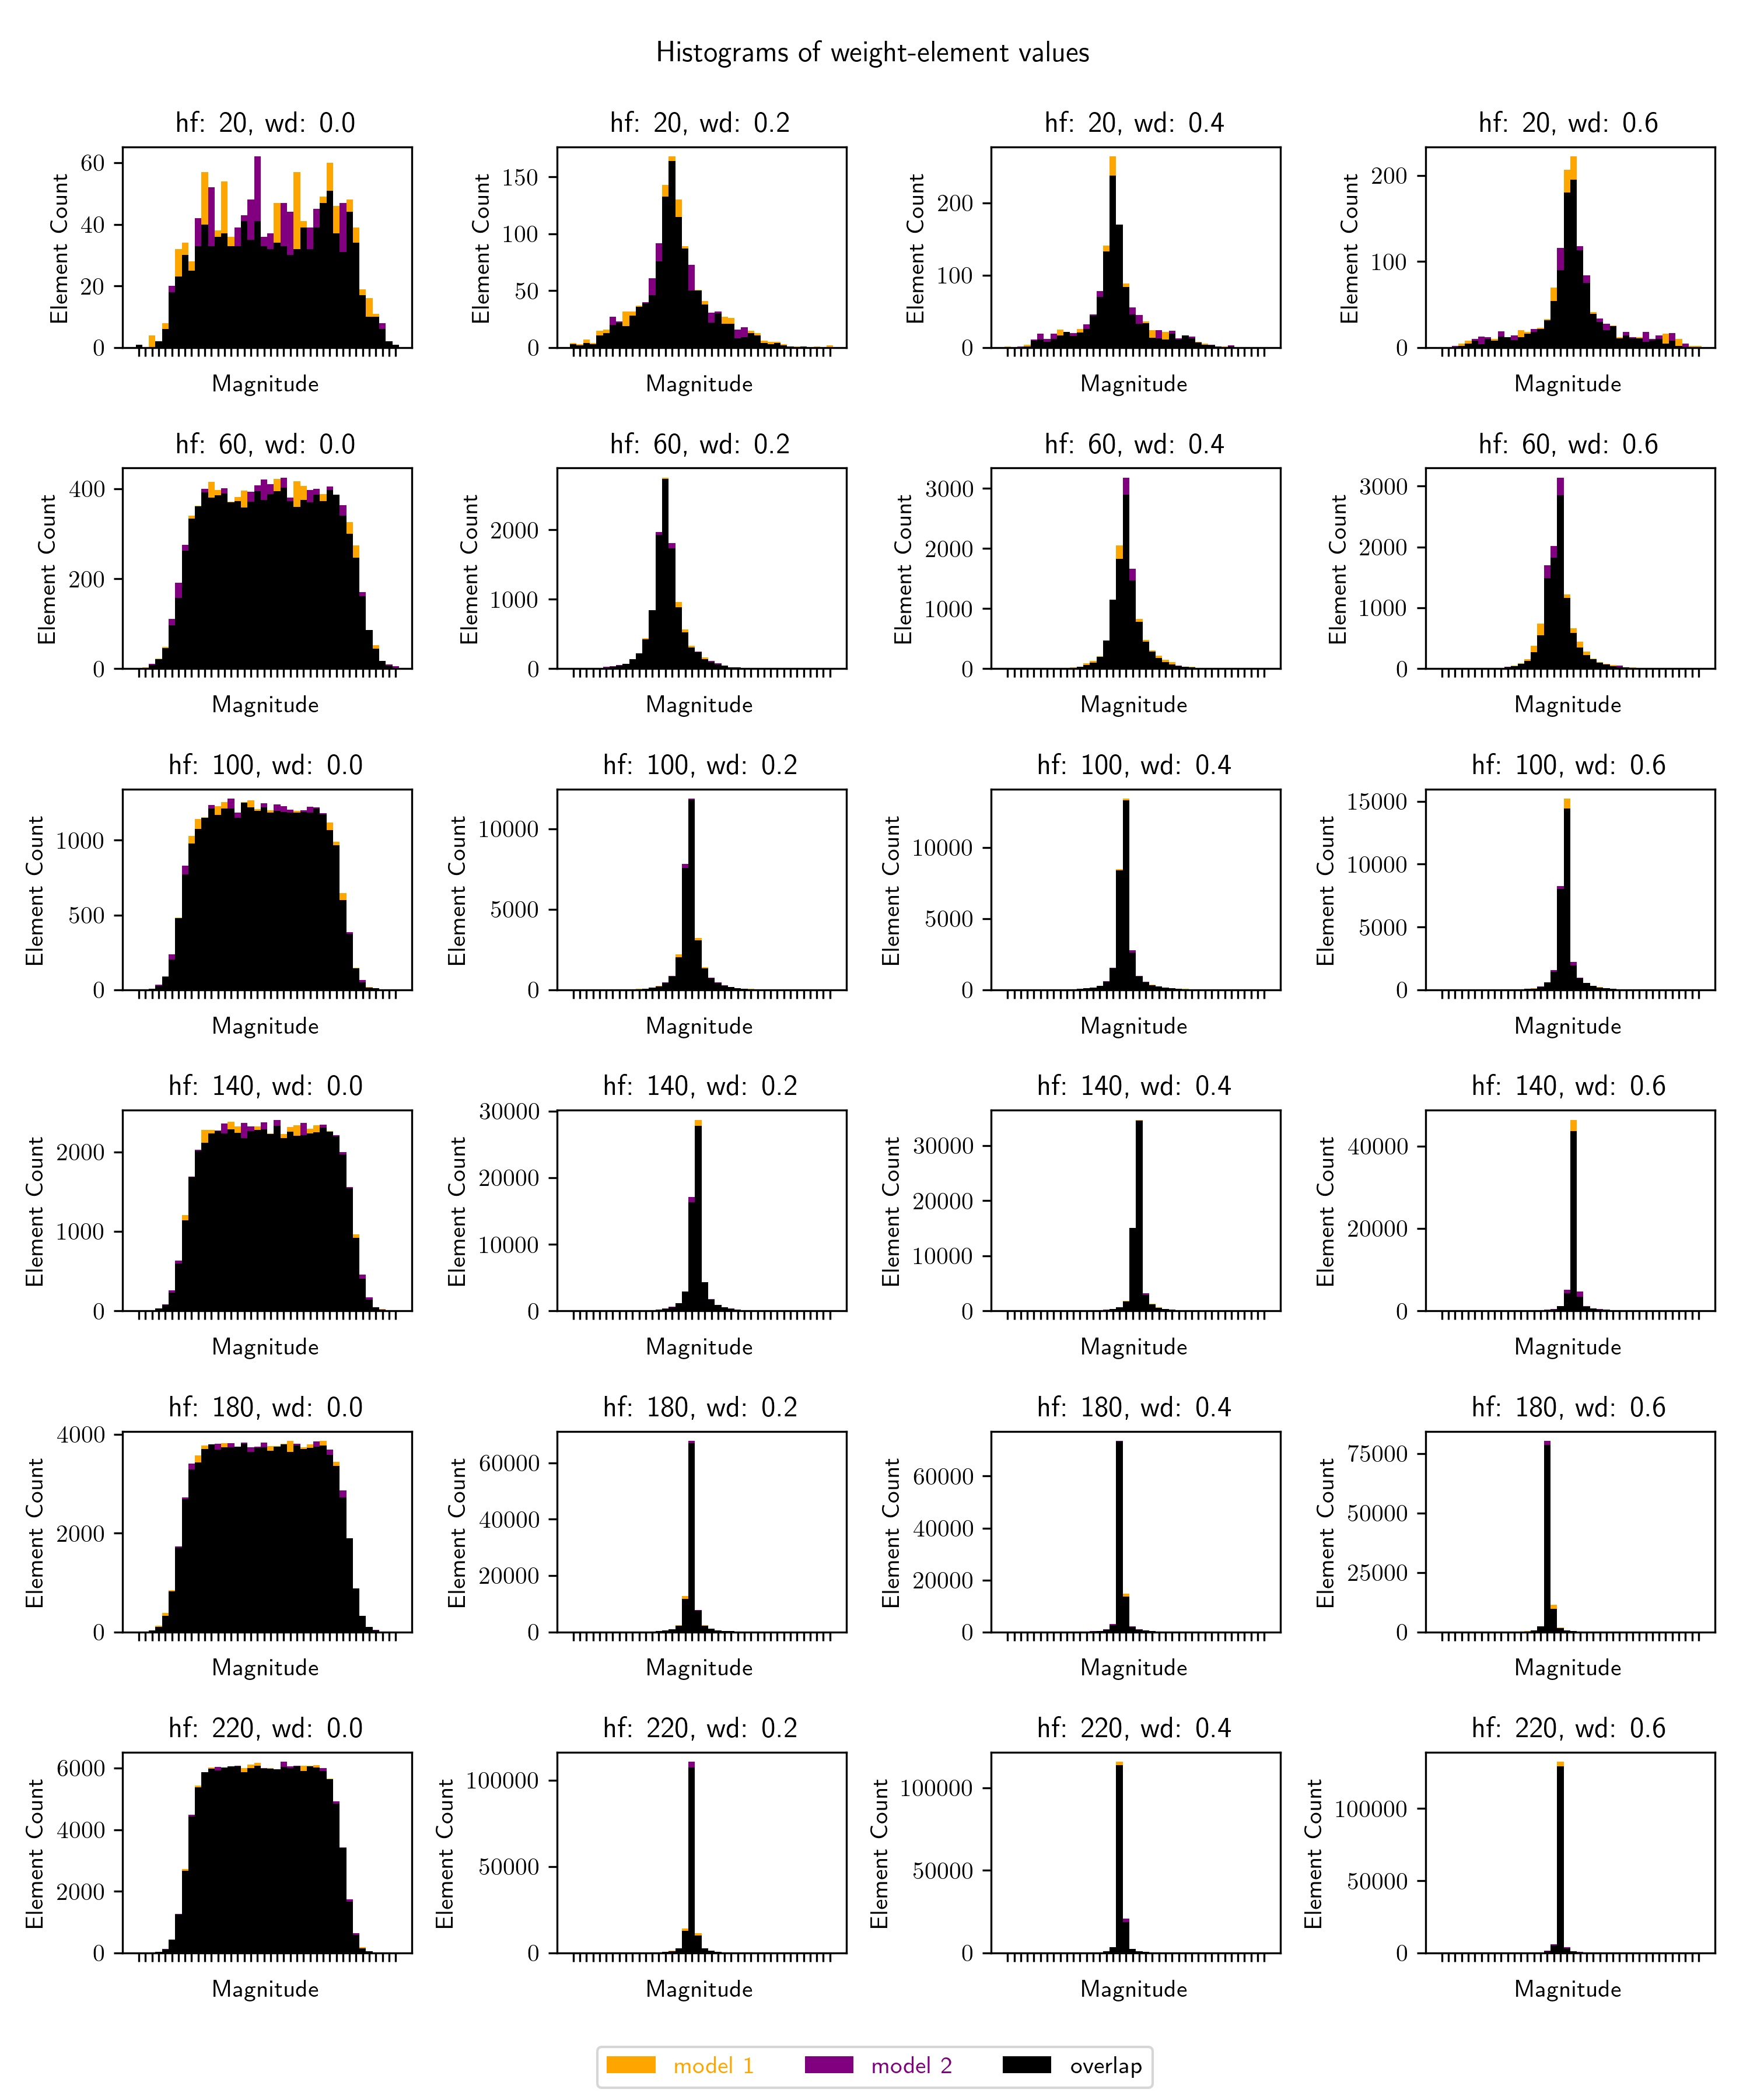 Histograms of weight-element values
hf: 20, wd: 0.0
hf: 20, wd: 0.2
hf: 20, wd: 0.4
hf: 20, wd: 0.6
Element Count
60
40
20
0
Magnitude
Element Count
150
100
50
0
Magnitude
Element Count
200
100
0
Magnitude
Element Count
200
100
0
Magnitude
hf: 60, wd: 0.0
hf: 60, wd: 0.2
hf: 60, wd: 0.4
hf: 60, wd: 0.6
Element Count
400
200
0
Magnitude
Element Count
2000
1000
0
Magnitude
Element Count
3000
2000
1000
0
Magnitude
Element Count
3000
2000
1000
0
Magnitude
hf: 100, wd: 0.0
hf: 100, wd: 0.2
hf: 100, wd: 0.4
hf: 100, wd: 0.6
Element Count
1000
500
0
Magnitude
Element Count
10000
5000
0
Magnitude
Element Count
10000
5000
0
Magnitude
Element Count
15000
10000
5000
0
Magnitude
hf: 140, wd: 0.0
hf: 140, wd: 0.2
hf: 140, wd: 0.4
hf: 140, wd: 0.6
Element Count
2000
1000
0
Magnitude
Element Count
30000
20000
10000
0
Magnitude
Element Count
30000
20000
10000
0
Magnitude
Element Count
40000
20000
0
Magnitude
hf: 180, wd: 0.0
hf: 180, wd: 0.2
hf: 180, wd: 0.4
hf: 180, wd: 0.6
Element Count
4000
2000
0
Magnitude
Element Count
60000
40000
20000
0
Magnitude
Element Count
60000
40000
20000
0
Magnitude
Element Count
75000
50000
25000
0
Magnitude
hf: 220, wd: 0.0
hf: 220, wd: 0.2
hf: 220, wd: 0.4
hf: 220, wd: 0.6
Element Count
6000
4000
2000
0
Magnitude
Element Count
100000
50000
0
Magnitude
Element Count
100000
50000
0
Magnitude
Element Count
100000
50000
0
Magnitude
model 1
model 2
overlap